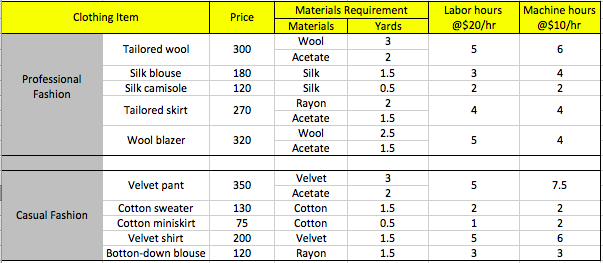 Clothing Item Price Materials Requirement Labor hours @$20/hr Machine hours @$10/hr
Materials Yards
Professional Fashion
Tailored wool 300 Wool 3 5 6
Acetate 2
Silk blouse 180 Silk 1.5 3 4
Silk camisole 120 Silk 0.5 2 2
Tailored skirt 270 Rayon 2 4 4
Acetate 1.5
Wool blazer 320 Wool 2.5 5 4
Acetate 1.5
Casual Fashion
Velvet pant 350 Velvet 3 5 7.5
Acetate 2
Cotton sweater 130 Cotton 1.5 2 2
Cotton miniskirt 75 Cotton 0.5 1 2
Velvet shirt 200 Velvet 1.5 5 6
Botton-down blouse 120 Rayon 1.5 3 3